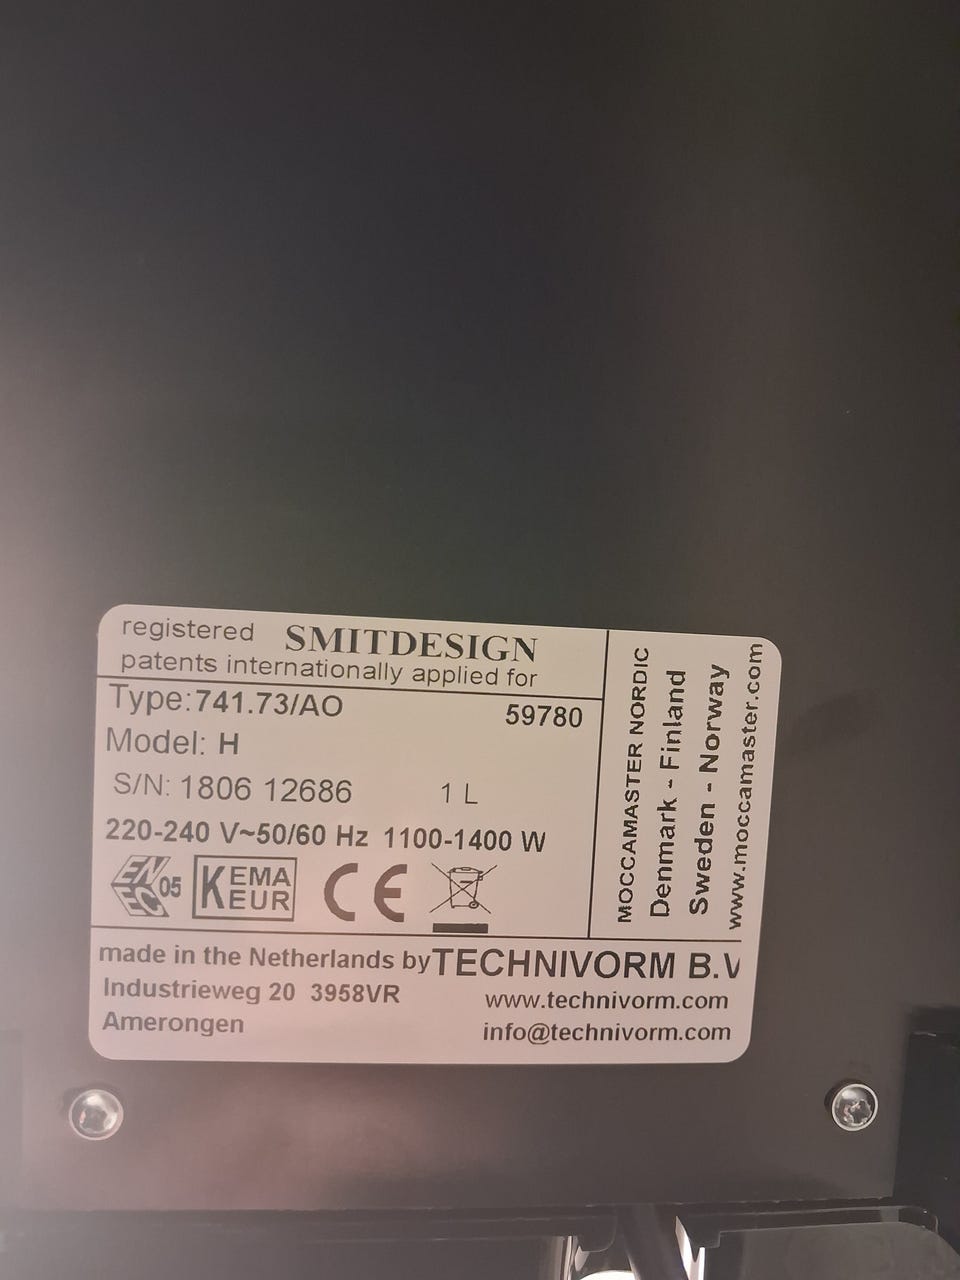 registered SMITDESIGN
patents internationally applied for
Type: 741.73/AO 59780
Model: H
S/N: 1806 12686 1 L
220-240 V~50/60 Hz 1100-1400 W
ENEC 05 KEMA KEUR CE
made in the Netherlands by TECHNIVORM B.V
Industrieweg 20 3958VR www.technivorm.com
Amerongen info@technivorm.com
MOCCAMASTER NORDIC
Denmark - Finland
Sweden - Norway
www.moccamaster.com